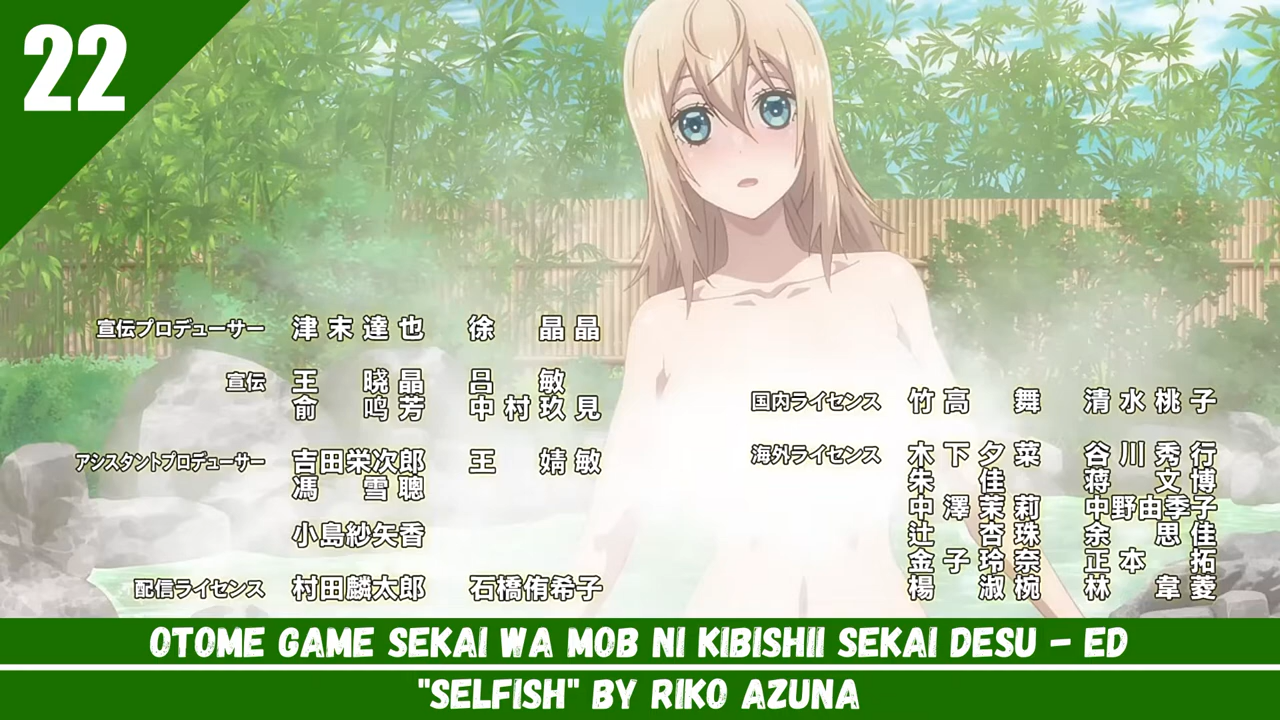 22
宣伝プロデューサー 津末達也 徐晶晶
宣伝 王晓晶 呂敏
俞鸣芳 中村玖見
アシスタントプロデューサー 吉田栄次郎 王婧敏
馮雪聰
小島紗矢香
配信ライセンス 村田麟太郎 石橋侑希子
国内ライセンス 竹高舞 清水桃子
海外ライセンス 木下夕菜 谷川秀行
朱佳 蒋文博
中澤茉莉 中野由季子
辻杏珠 余思佳
金子玲奈 正本拓
楊淑椀 林韋菱
OTOME GAME SEKAI WA MOB NI KIBISHII SEKAI DESU - ED
"SELFISH" BY RIKO AZUNA